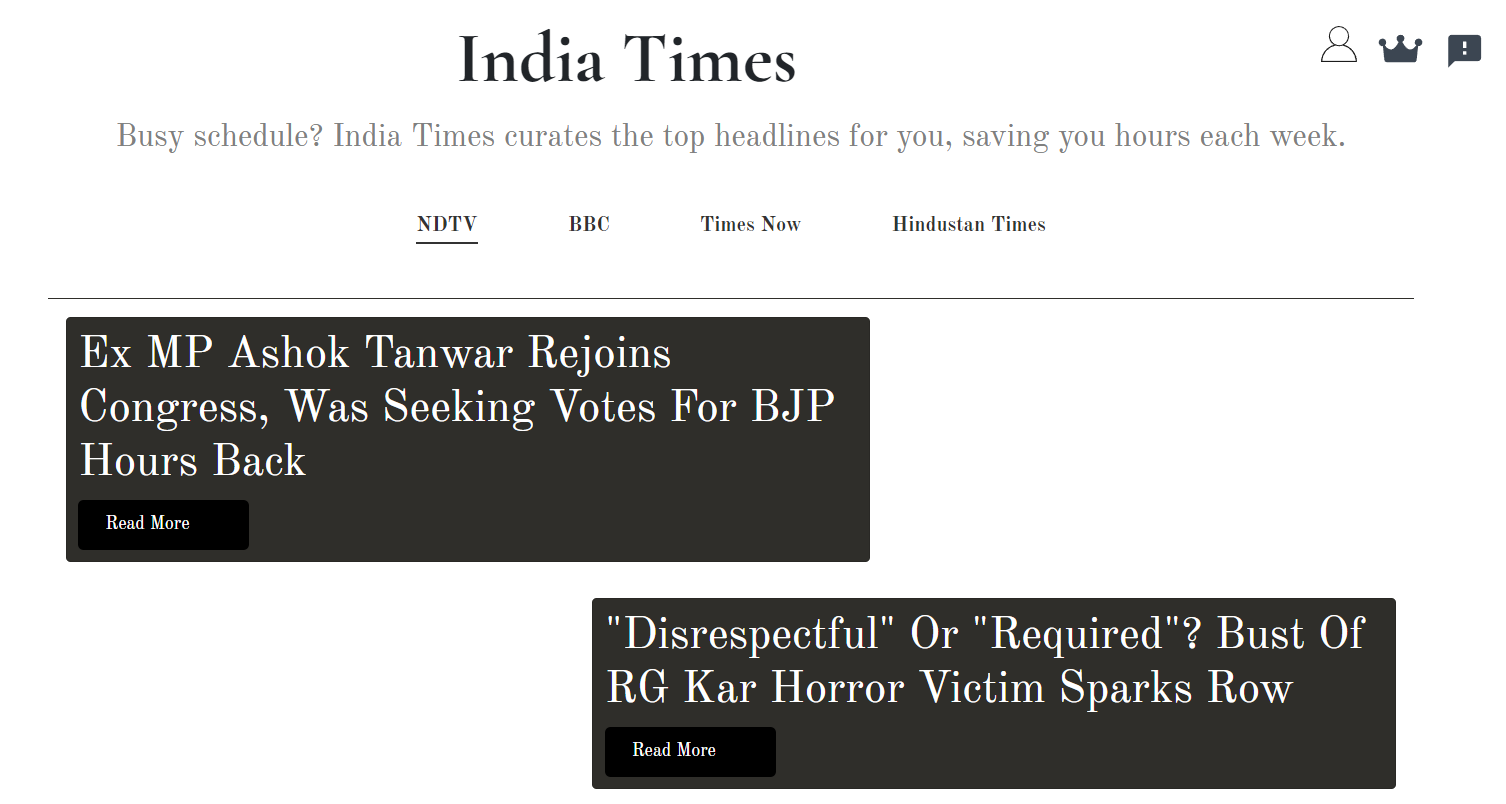 India Times
Busy schedule? India Times curates the top headlines for you, saving you hours each week.
NDTV BBC Times Now Hindustan Times
Ex MP Ashok Tanwar Rejoins
Congress, Was Seeking Votes For BJP
Hours Back
Read More
"Disrespectful" Or "Required"? Bust Of
RG Kar Horror Victim Sparks Row
Read More